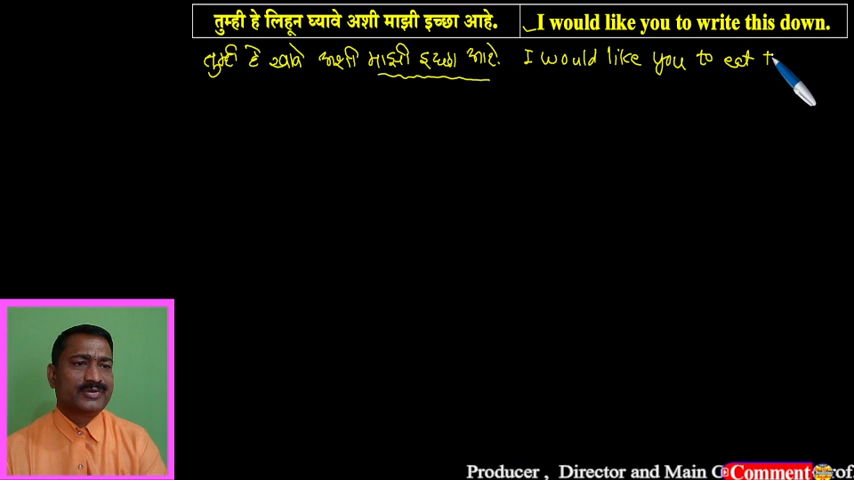 तुम्ही हे लिहून घ्यावे अशी माझी इच्छा आहे. I would like you to write this down.
तुम्ही हे खावे अशी माझी इच्छा आहे. I would like you to eat t
Producer , Director and Main Comment rof